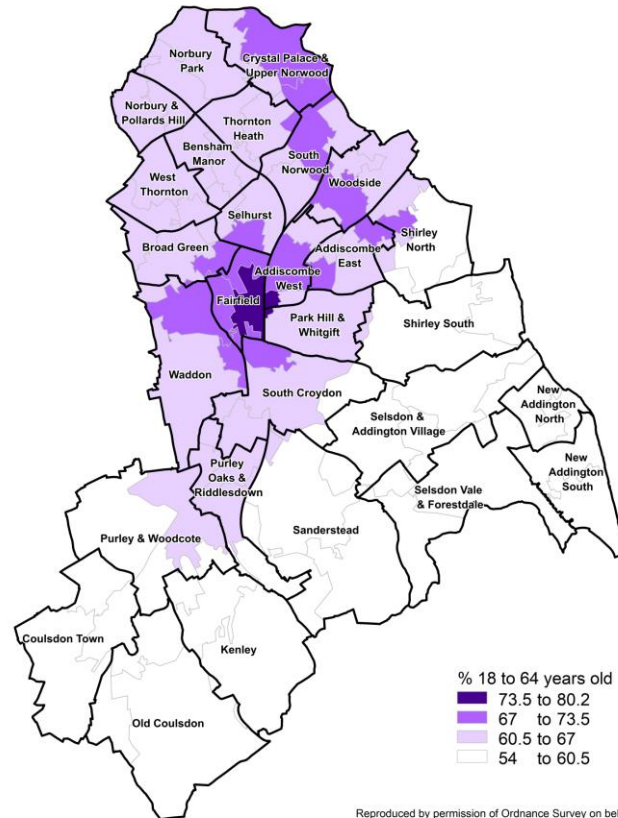 Norbury
Park
Crystal Palace &
Upper Norwood
Norbury &
Pollards Hill
Thornton
Heath
Bensham
Manor
South
Norwood
West
Thornton
Woodside
Selhurst
Broad Green
Shirley
North
Addiscombe
East
Addiscombe
West
Fairfield
Park Hill &
Whitgift
Shirley South
Waddon
South Croydon
New
Addington
North
Selsdon &
Addington Village
New
Addington
South
Purley
Oaks &
Riddlesdown
Selsdon Vale
& Forestdale
Sanderstead
Purley & Woodcote
Coulsdon Town
Kenley
Old Coulsdon
% 18 to 64 years old
73.5 to 80.2
67 to 73.5
60.5 to 67
54 to 60.5
Reproduced by permission of Ordnance Survey on bel